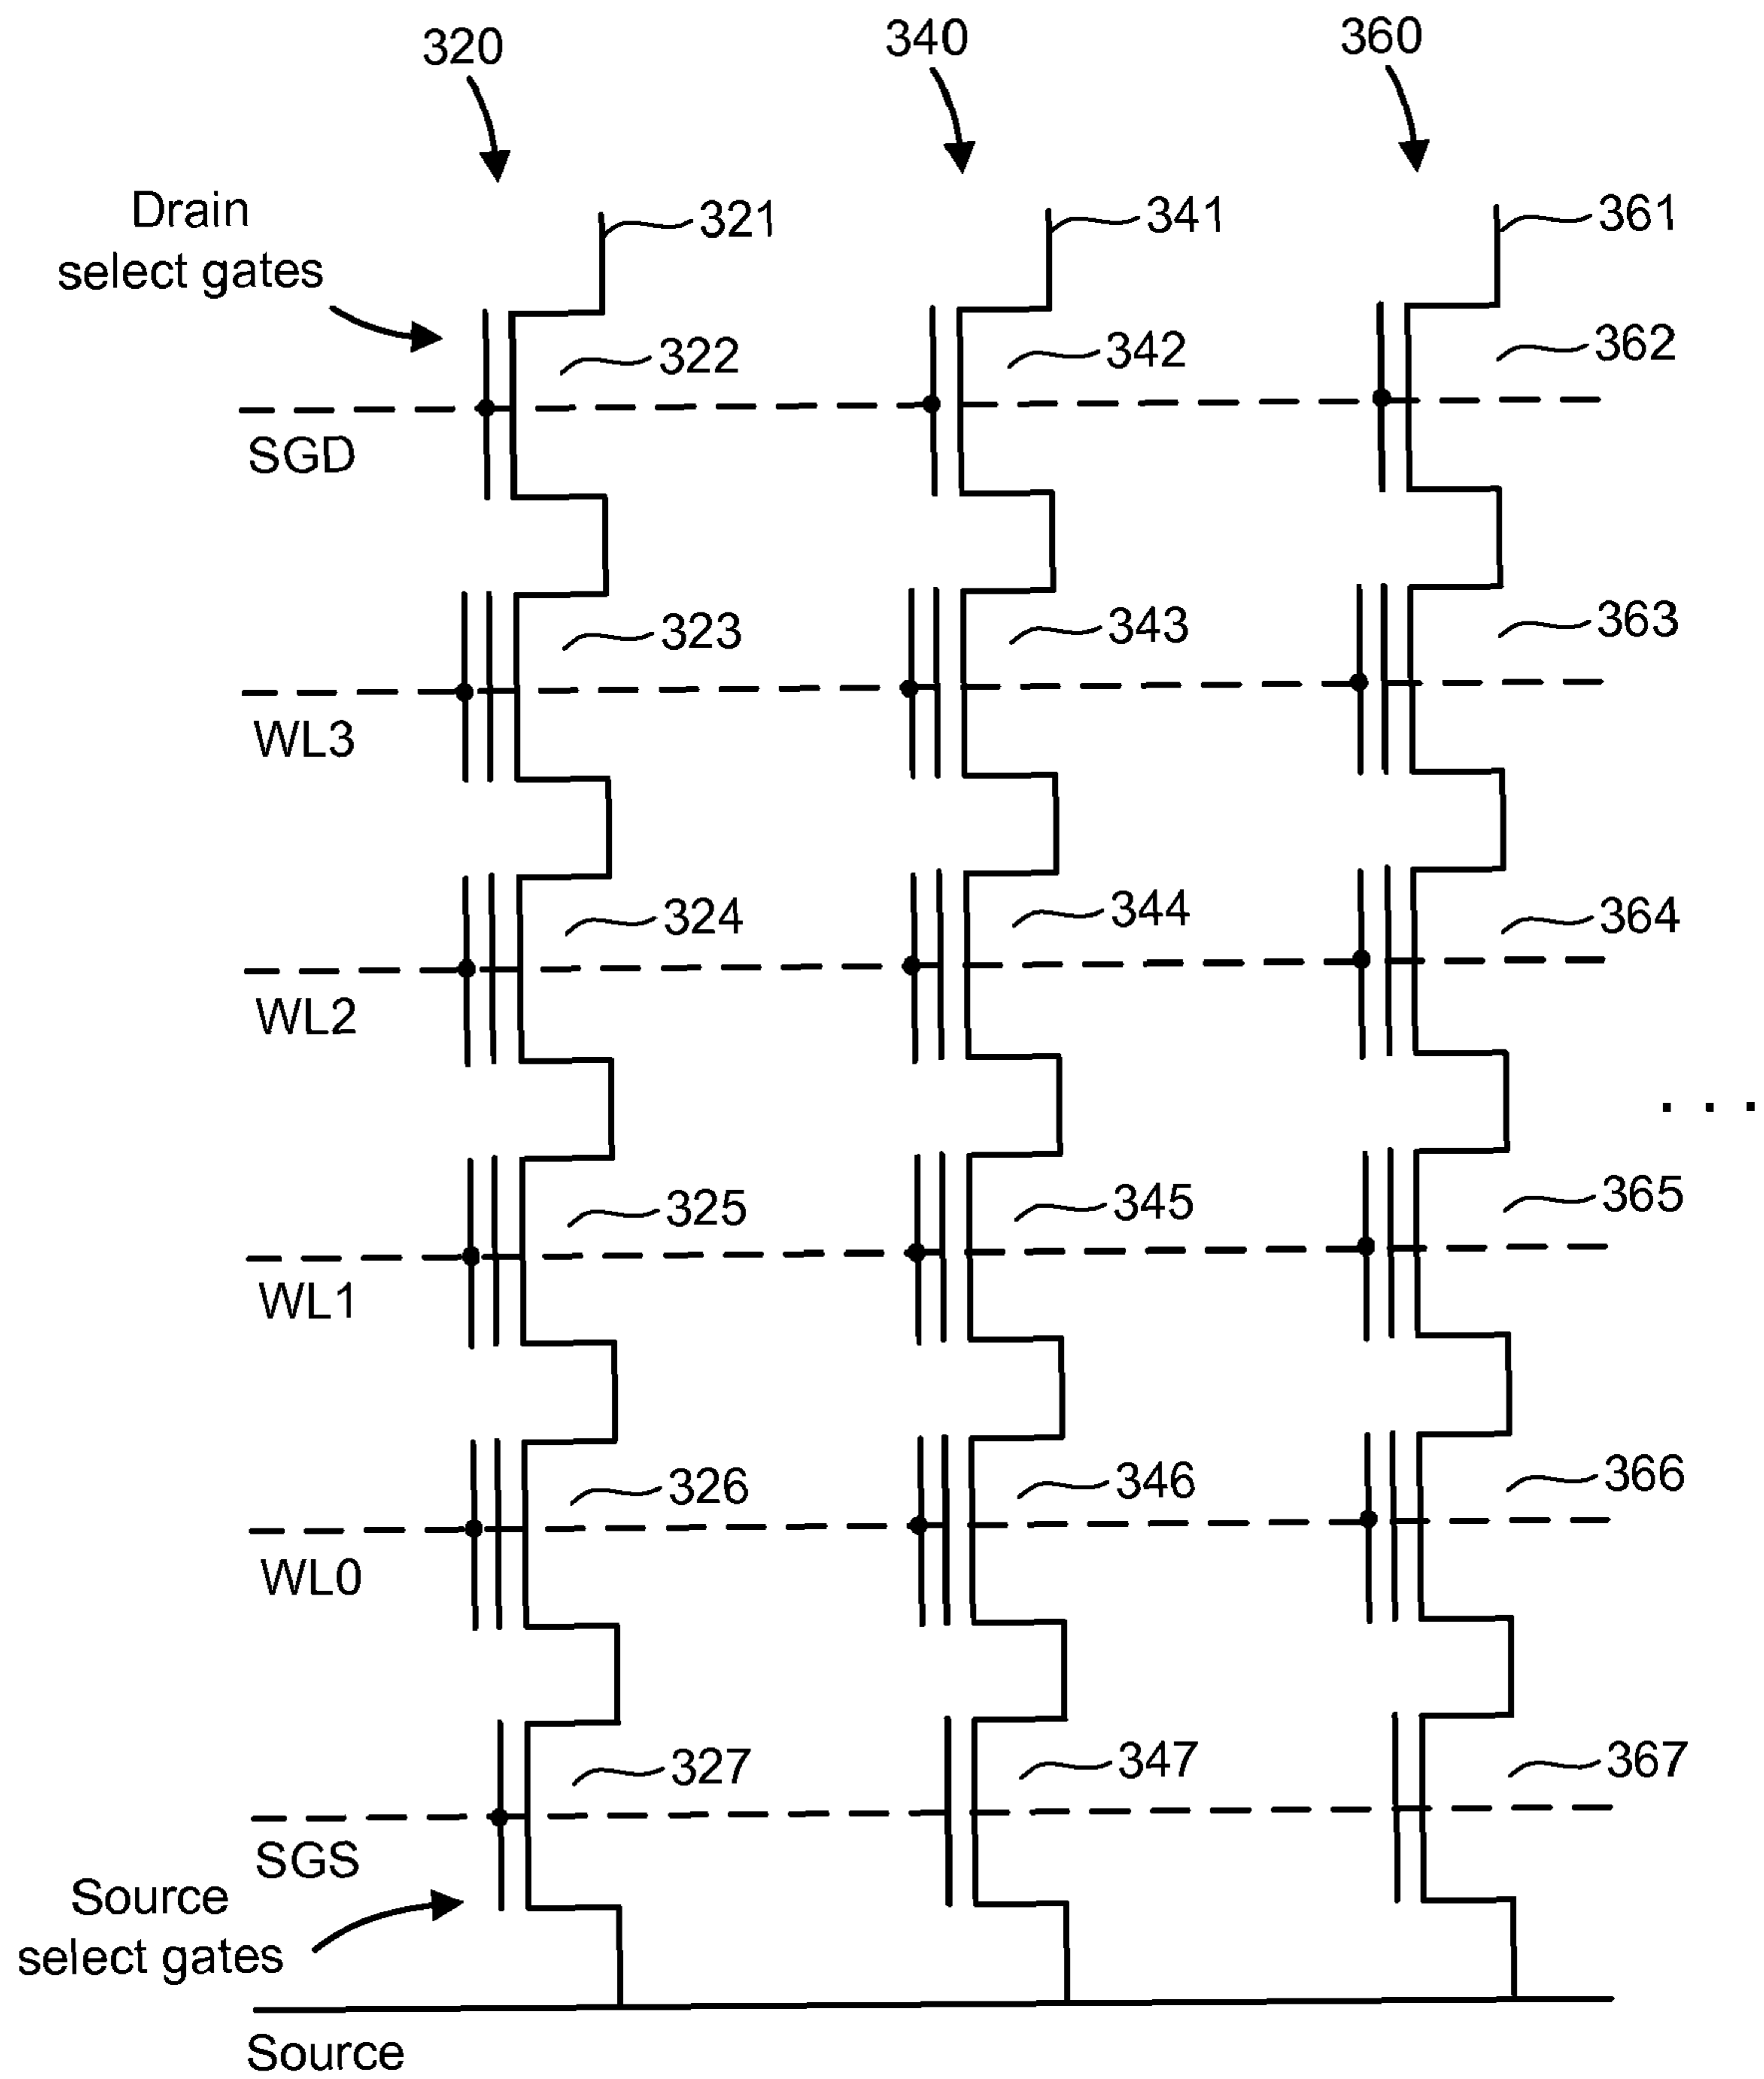 320 340 360
Drain
select gates
321 341 361
322 342 362
SGD
323 343 363
WL3
324 344 364
WL2
. . .
325 345 365
WL1
326 346 366
WL0
327 347 367
SGS
Source
select gates
Source